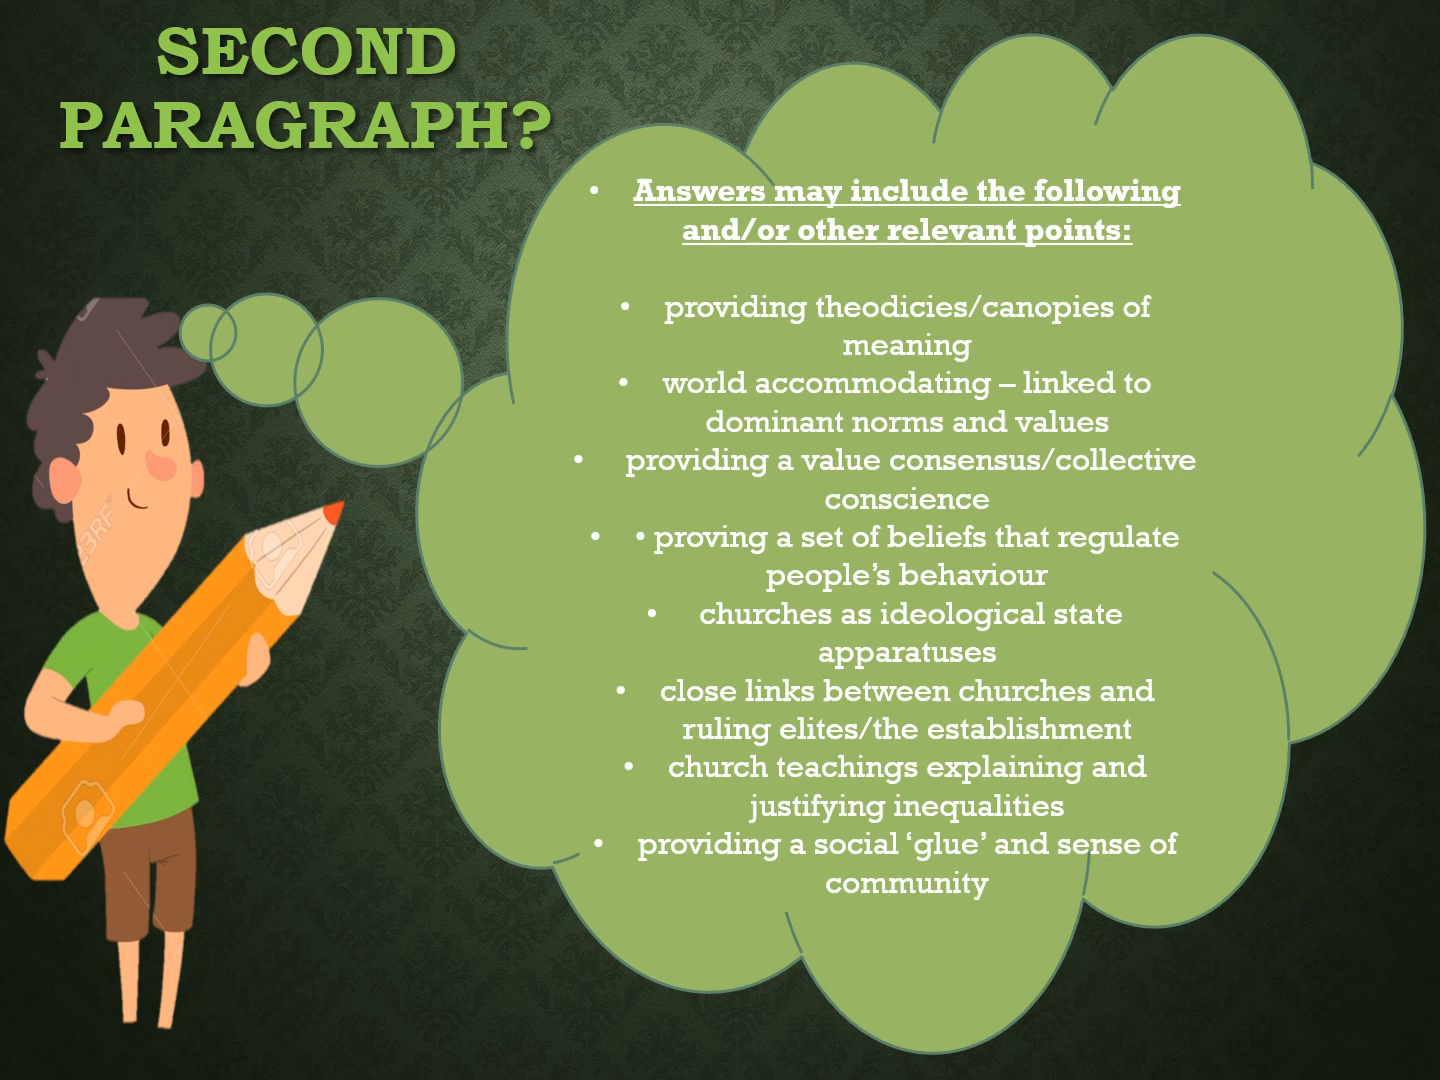 SECOND
PARAGRAPH?
• Answers may include the following
and/or other relevant points:
• providing theodicies/canopies of
meaning
• world accommodating – linked to
dominant norms and values
• providing a value consensus/collective
conscience
• • proving a set of beliefs that regulate
people’s behaviour
• churches as ideological state
apparatuses
• close links between churches and
ruling elites/the establishment
• church teachings explaining and
justifying inequalities
• providing a social ‘glue’ and sense of
community